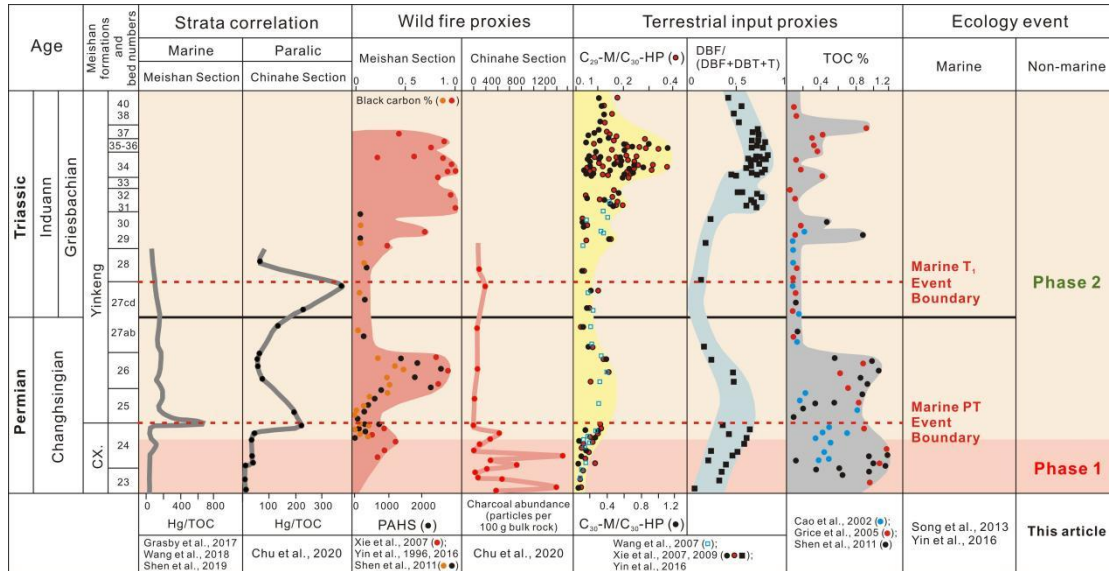 Age
Meishan
formations
and
bed numbers
Strata correlation
Marine
Paralic
Meishan Section
Chinahe Section
Wild fire proxies
Meishan Section
Chinahe Section
0
0.5
1.0
0
400
800
1400
Terrestrial input proxies
C29-M/C30-HP (●)
0
0.1
0.2
0.4
DBF/
(DBF+DBT+T)
0
0.5
1
TOC %
0.4
0.8
1.2
Ecology event
Marine
Non-marine
Black carbon % (●●)
Triassic
Induann
Griesbachian
Permian
Changhsingian
Yinkeng
CX.
40
38
37
35-36
34
33
32
31
30
29
28
27cd
27ab
26
25
24
23
Marine T1
Event
Boundary
Phase 2
Marine PT
Event
Boundary
Phase 1
0
200
400
600
800
Hg/TOC
0
100
200
300
Hg/TOC
0
1000
2000
PAHS (●)
Charcoal abundance
(particles per
100 g bulk rock)
0
0.4
0.8
1.2
C30-M/C30-HP (●)
Grasby et al., 2017
Wang et al., 2018
Shen et al., 2019
Chu et al., 2020
Xie et al., 2007 (●);
Yin et al., 1996, 2016
Shen et al., 2011(●●)
Chu et al., 2020
Wang et al., 2007 (□);
Xie et al., 2007, 2009 (●●■);
Yin et al., 2016
Cao et al., 2002 (●);
Grice et al., 2005 (●);
Shen et al., 2011 (●)
Song et al., 2013
Yin et al., 2016
This article